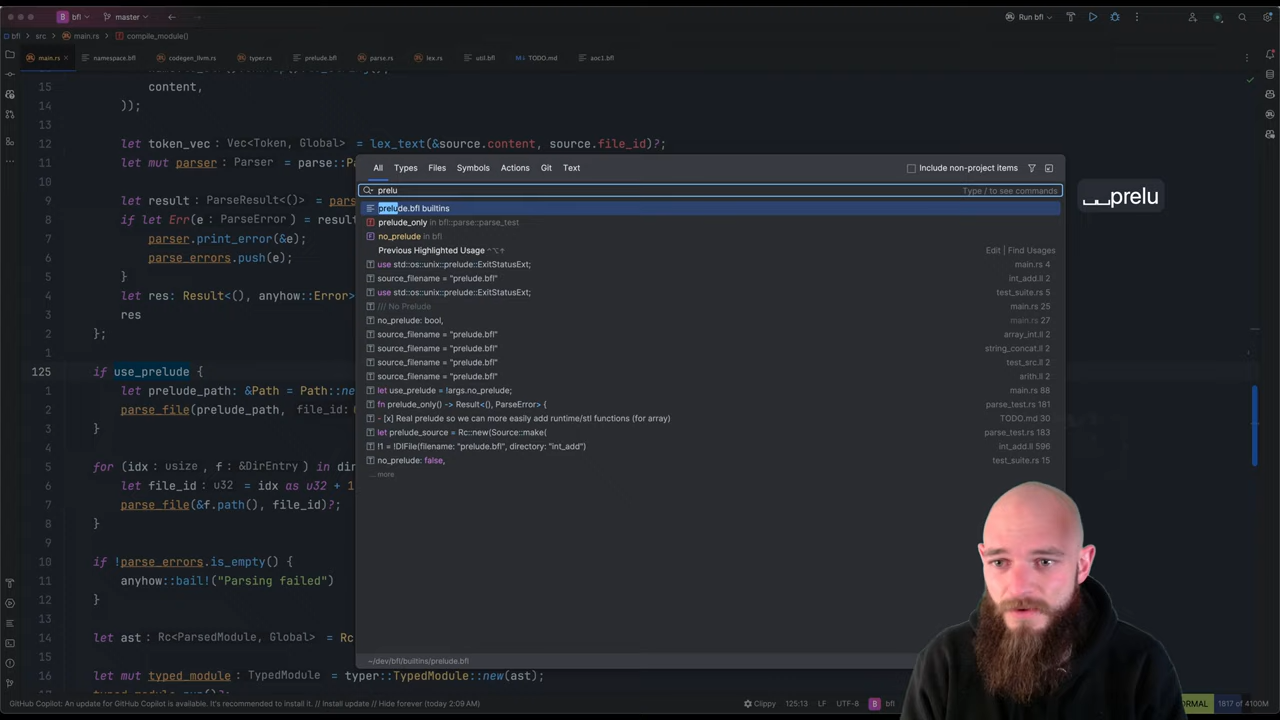 B bfl master Run bfl
bfl src main.rs compile_module()
main.rs namespace.bfl codegen_llvm.rs typer.rs prelude.bfl parse.rs lex.rs util.bfl TODO.md aoc1.bfl
15 content,
14 ));
13
12 let token_vec: Vec<Token, Global> = lex_text(&source.content, source.file_id)?;
11 let mut parser: Parser = parse::Pa
10
9 let result: ParseResult<()> = pars
8 if let Err(e: ParseError) = result
7 parser.print_error(&e);
6 parse_errors.push(e);
5 }
4 let res: Result<(), anyhow::Error>
3 res
2 };
1
125 if use_prelude {
1 let prelude_path: &Path = Path::ne
2 parse_file(prelude_path, file_id:
3 }
4
5 for (idx: usize, f: &DirEntry) in dir
6 let file_id: u32 = idx as u32 + 1
7 parse_file(&f.path(), file_id)?;
8 }
9
10 if !parse_errors.is_empty() {
11 anyhow::bail!("Parsing failed")
12 }
13
14 let ast: Rc<ParsedModule, Global> = Rc
15
16 let mut typed_module: TypedModule = typer::TypedModule::new(ast);
All Types Files Symbols Actions Git Text Include non-project items
prelu Type / to see commands
prelude.bfl builtins
prelude_only in bfl::parse::parse_test
no_prelude in bfl
Previous Highlighted Usage ⌃⌥↑ Edit | Find Usages
use std::os::unix::prelude::ExitStatusExt; main.rs 4
source_filename = "prelude.bfl" int_add.ll 2
use std::os::unix::prelude::ExitStatusExt; test_suite.rs 5
/// No Prelude main.rs 25
no_prelude: bool, main.rs 27
source_filename = "prelude.bfl" array_int.ll 2
source_filename = "prelude.bfl" string_concat.ll 2
source_filename = "prelude.bfl" test_src.ll 2
source_filename = "prelude.bfl" arith.ll 2
let use_prelude = !args.no_prelude; main.rs 88
fn prelude_only() -> Result<(), ParseError> { parse_test.rs 181
- [x] Real prelude so we can more easily add runtime/stl functions (for array) TODO.md 30
let prelude_source = Rc::new(Source::make( parse_test.rs 183
!1 = !DIFile(filename: "prelude.bfl", directory: "int_add") int_add.ll 596
no_prelude: false, test_suite.rs 15
... more
~/dev/bfl/builtins/prelude.bfl
␣␣prelu
GitHub Copilot: An update for GitHub Copilot is available. It's recommended to install it. // Install update // Hide forever (today 2:09 AM) Clippy 125:13 LF UTF-8 B bfl NORMAL 1817 of 4100M